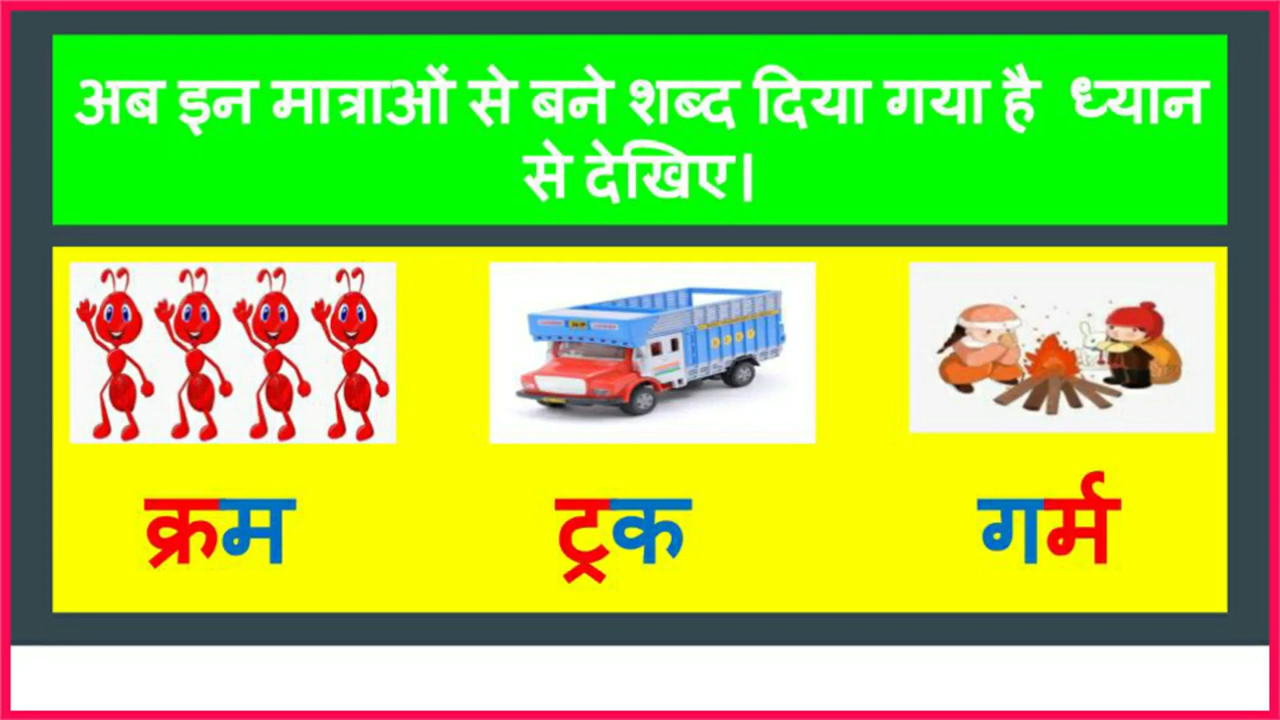 अब इन मात्राओं से बने शब्द दिया गया है ध्यान
से देखिए।
क्रम ट्रक गर्म